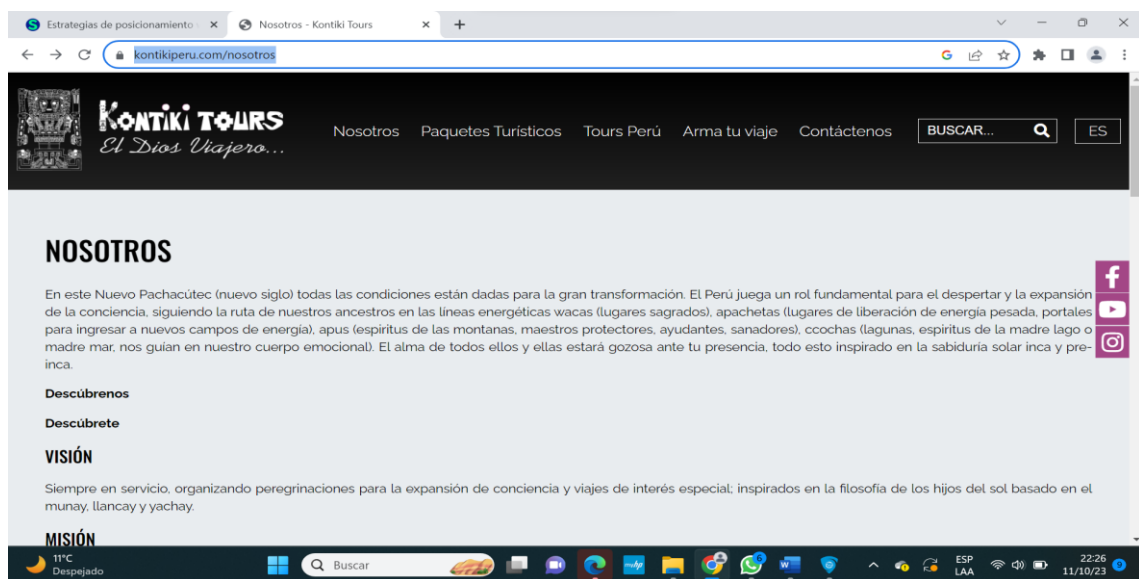 Estrategias de posicionamiento
Nosotros - Kontiki Tours
kontikiperu.com/nosotros
KONTIKI TOURS
El Dios Viajero...
Nosotros
Paquetes Turísticos
Tours Perú
Arma tu viaje
Contáctenos
BUSCAR...
ES
NOSOTROS
En este Nuevo Pachacútec (nuevo siglo) todas las condiciones están dadas para la gran transformación. El Perú juega un rol fundamental para el despertar y la expansión
de la conciencia, siguiendo la ruta de nuestros ancestros en las líneas energéticas wacas (lugares sagrados), apachetas (lugares de liberación de energía pesada, portales
para ingresar a nuevos campos de energía), apus (espiritus de las montanas, maestros protectores, ayudantes, sanadores), ccochas (lagunas, espiritus de la madre lago o
madre mar, nos guían en nuestro cuerpo emocional). El alma de todos ellos y ellas estará gozosa ante tu presencia, todo esto inspirado en la sabiduría solar inca y pre-
inca.
Descúbrenos
Descúbrete
VISIÓN
Siempre en servicio, organizando peregrinaciones para la expansión de conciencia y viajes de interés especial; inspirados en la filosofía de los hijos del sol basado en el
munay, llancay y yachay.
MISIÓN
11°C
Despejado
Buscar
ESP
LAA
22:26
11/10/23